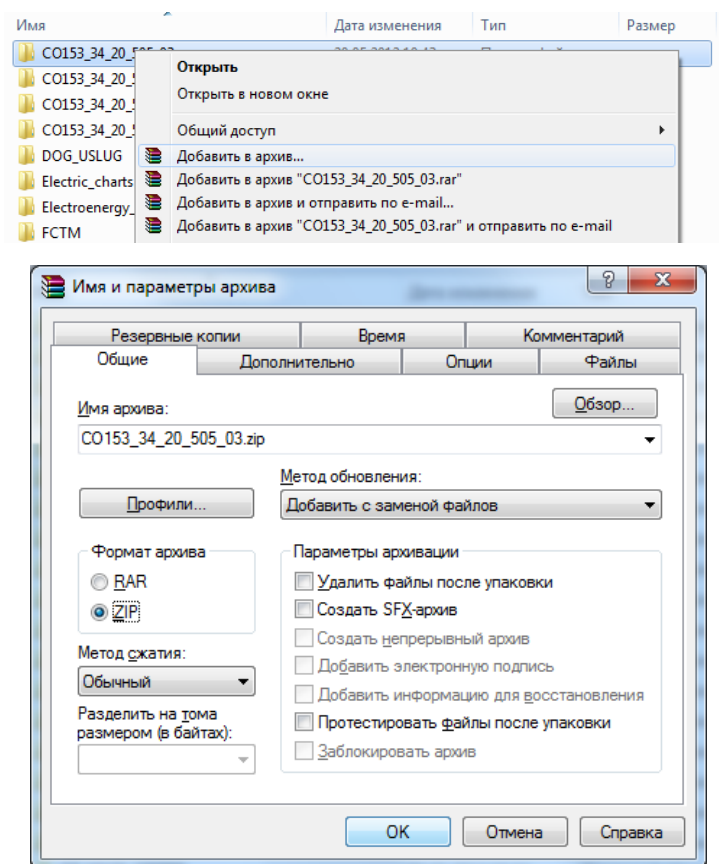 Имя Дата изменения Тип Размер
CO153_34_20_505_03
CO153_34_20_
CO153_34_20_
CO153_34_20_
DOG_USLUG
Electric_charts
Electroenergy_
FCTM
Открыть
Открыть в новом окне
Общий доступ
Добавить в архив...
Добавить в архив "CO153_34_20_505_03.rar"
Добавить в архив и отправить по e-mail...
Добавить в архив "CO153_34_20_505_03.rar" и отправить по e-mail
Имя и параметры архива
Резервные копии Время Комментарий
Общие Дополнительно Опции Файлы
Имя архива:
Обзор...
CO153_34_20_505_03.zip
Метод обновления:
Профили...
Добавить с заменой файлов
Формат архива
RAR
ZIP
Метод сжатия:
Обычный
Разделить на тома
размером (в байтах):
Параметры архивации
Удалить файлы после упаковки
Создать SFX-архив
Создать непрерывный архив
Добавить электронную подпись
Добавить информацию для восстановления
Протестировать файлы после упаковки
Заблокировать архив
OK Отмена Справка